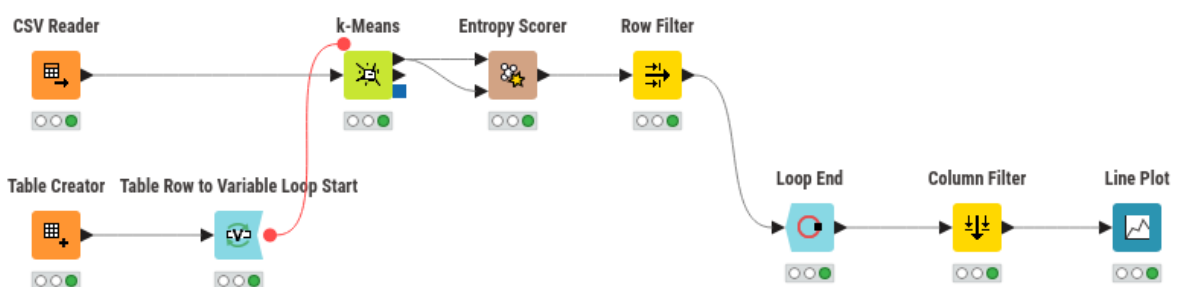 CSV Reader
k-Means
Entropy Scorer
Row Filter
Table Creator
Table Row to Variable Loop Start
Loop End
Column Filter
Line Plot